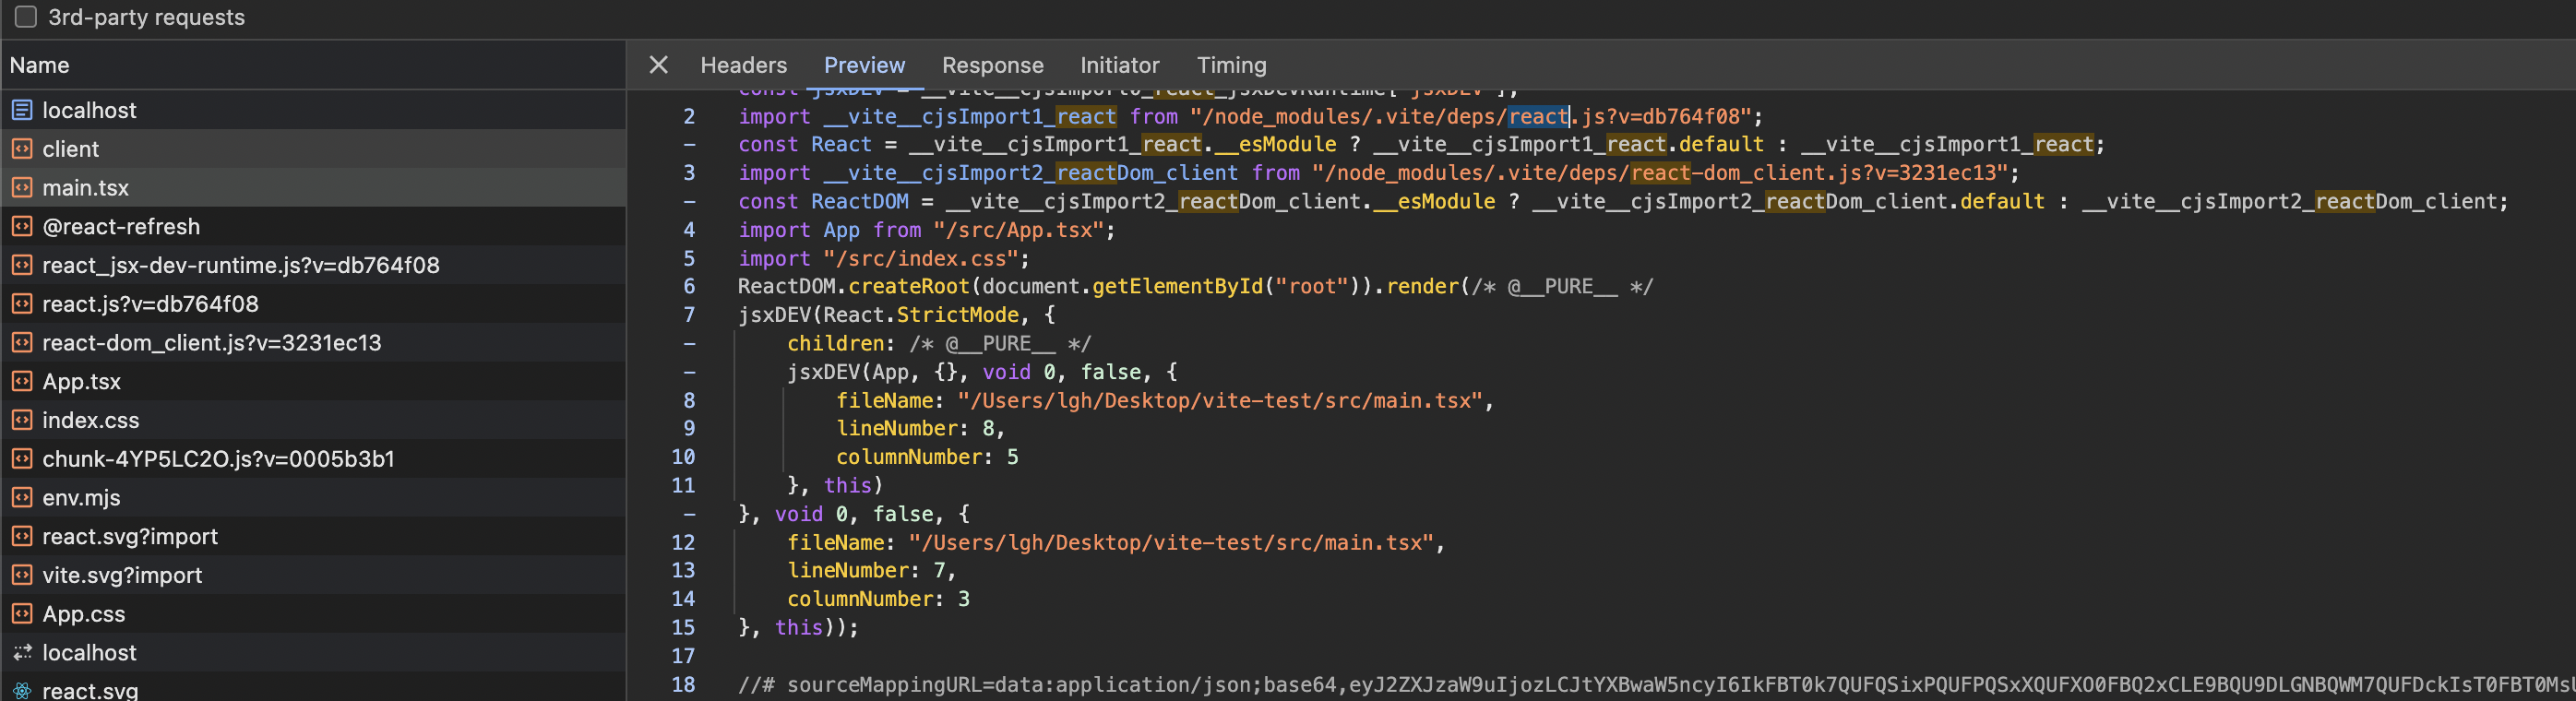 3rd-party requests
Name
localhost
client
main.tsx
@react-refresh
react_jsx-dev-runtime.js?v=db764f08
react.js?v=db764f08
react-dom_client.js?v=3231ec13
App.tsx
index.css
chunk-4YP5LC2O.js?v=0005b3b1
env.mjs
react.svg?import
vite.svg?import
App.css
localhost
react.svg
Headers Preview Response Initiator Timing
const jsxDEV = __vite__cjsImport0_react_jsxDevRuntime["jsxDEV"];
2 import __vite__cjsImport1_react from "/node_modules/.vite/deps/react.js?v=db764f08";
- const React = __vite__cjsImport1_react.__esModule ? __vite__cjsImport1_react.default : __vite__cjsImport1_react;
3 import __vite__cjsImport2_reactDom_client from "/node_modules/.vite/deps/react-dom_client.js?v=3231ec13";
- const ReactDOM = __vite__cjsImport2_reactDom_client.__esModule ? __vite__cjsImport2_reactDom_client.default : __vite__cjsImport2_reactDom_client;
4 import App from "/src/App.tsx";
5 import "/src/index.css";
6 ReactDOM.createRoot(document.getElementById("root")).render(/* @__PURE__ */
7 jsxDEV(React.StrictMode, {
- children: /* @__PURE__ */
- jsxDEV(App, {}, void 0, false, {
8 fileName: "/Users/lgh/Desktop/vite-test/src/main.tsx",
9 lineNumber: 8,
10 columnNumber: 5
11 }, this)
- }, void 0, false, {
12 fileName: "/Users/lgh/Desktop/vite-test/src/main.tsx",
13 lineNumber: 7,
14 columnNumber: 3
15 }, this));
17
18 //# sourceMappingURL=data:application/json;base64,eyJ2ZXJzaW9uIjozLCJtYXBwaW5ncyI6IkFBT0k7QUFQSixPQUFPQSxXQUFXO0FBQ2xCLE9BQU9DLGNBQWM7QUFDckIsT0FBT0MsU